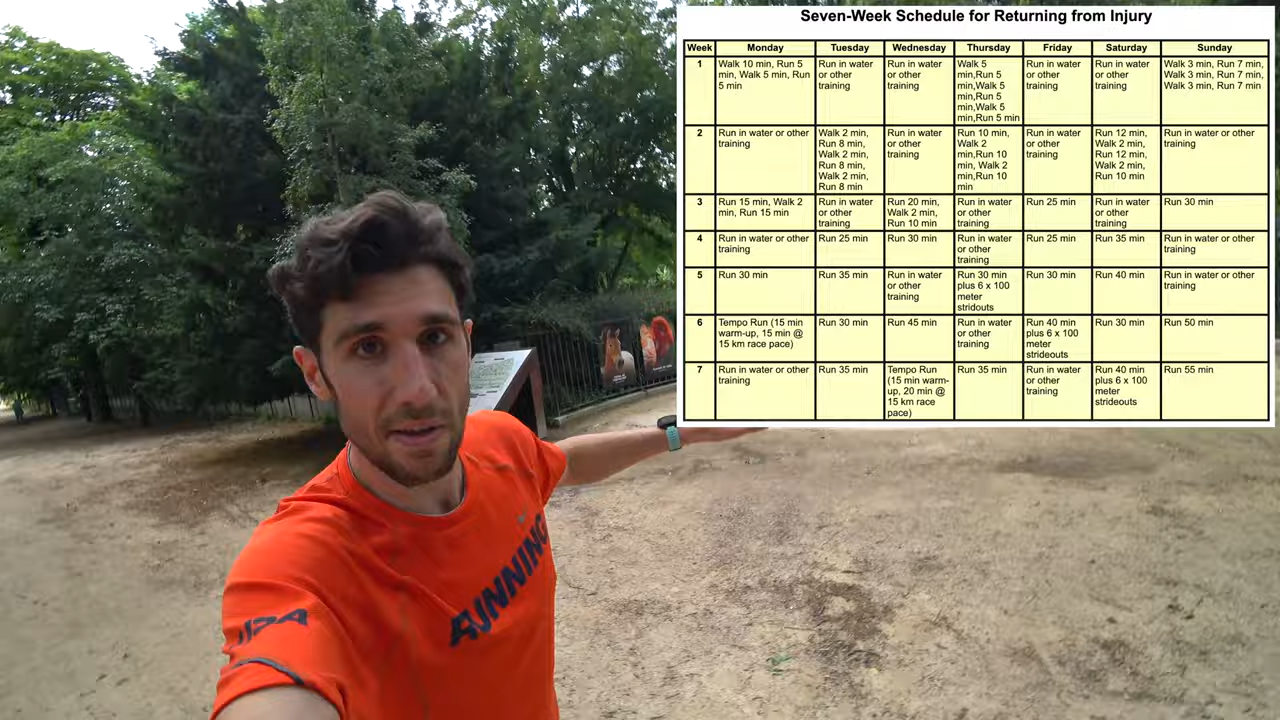 Seven-Week Schedule for Returning from Injury
Week Monday Tuesday Wednesday Thursday Friday Saturday Sunday
1
Walk 10 min, Run 5
min, Walk 5 min, Run
5 min
Run in water
or other
training
Run in water
or other
training
Walk 5
min,Run 5
min,Walk 5
min,Run 5
min,Walk 5
min,Run 5 min
Run in water
or other
training
Run in water
or other
training
Walk 3 min, Run 7 min,
Walk 3 min, Run 7 min,
Walk 3 min, Run 7 min
2
Run in water or other
training
Walk 2 min,
Run 8 min,
Walk 2 min,
Run 8 min,
Walk 2 min,
Run 8 min
Run in water
or other
training
Run 10 min,
Walk 2
min,Run 10
min, Walk 2
min,Run 10
min
Run in water
or other
training
Run 12 min,
Walk 2 min,
Run 12 min,
Walk 2 min,
Run 10 min
Run in water or other
training
3
Run 15 min, Walk 2
min, Run 15 min
Run in water
or other
training
Run 20 min,
Walk 2 min,
Run 10 min
Run in water
or other
training
Run 25 min
Run in water
or other
training
Run 30 min
4
Run in water or other
training
Run 25 min
Run 30 min
Run in water
or other
training
Run 25 min
Run 35 min
Run in water or other
training
5
Run 30 min
Run 35 min
Run in water
or other
training
Run 30 min
plus 6 x 100
meter
stridouts
Run 30 min
Run 40 min
Run in water or other
training
6
Tempo Run (15 min
warm-up, 15 min @
15 km race pace)
Run 30 min
Run 45 min
Run in water
or other
training
Run 40 min
plus 6 x 100
meter
strideouts
Run 30 min
Run 50 min
7
Run in water or other
training
Run 35 min
Tempo Run
(15 min warm-
up, 20 min @
15 km race
pace)
Run 35 min
Run in water
or other
training
Run 40 min
plus 6 x 100
meter
strideouts
Run 55 min
RUNNING